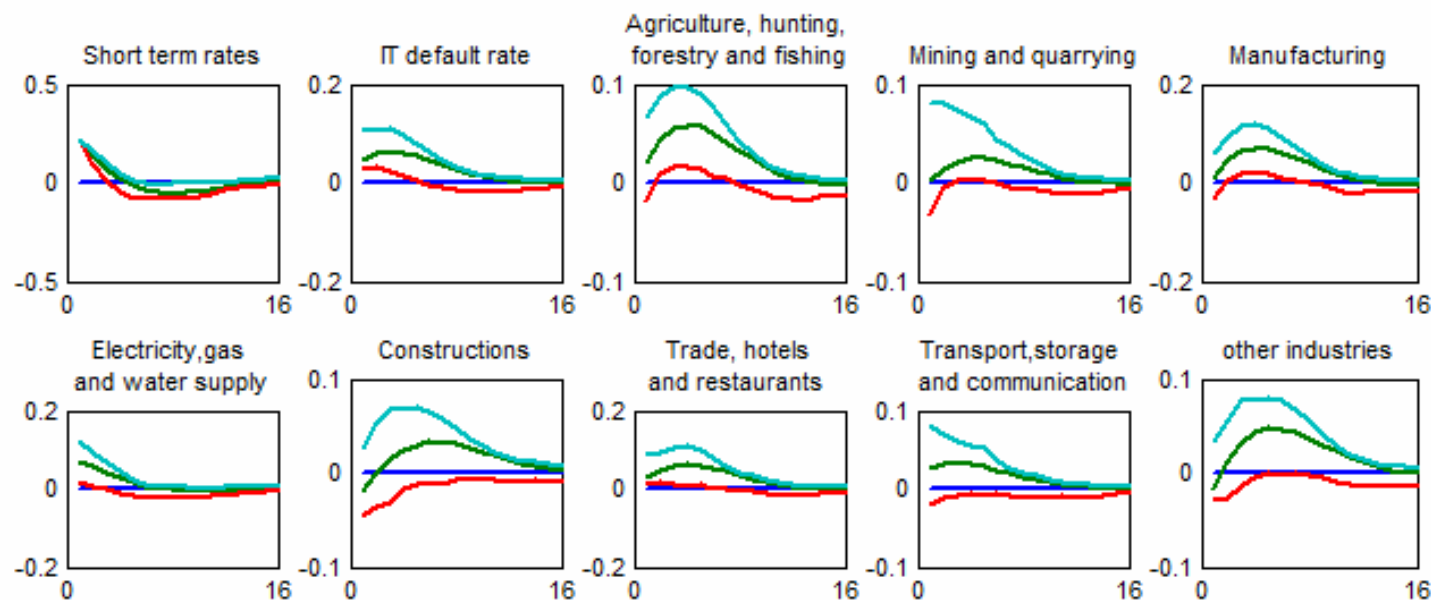 Short term rates
0.5
0
-0.5
0 16
IT default rate
0.2
0
-0.2
0 16
Agriculture, hunting,
forestry and fishing
0.1
0
-0.1
0 16
Mining and quarrying
0.1
0
-0.1
0 16
Manufacturing
0.2
0
-0.2
0 16
Electricity,gas
and water supply
0.2
0
-0.2
0 16
Constructions
0.1
0
-0.1
0 16
Trade, hotels
and restaurants
0.2
0
-0.2
0 16
Transport,storage
and communication
0.1
0
-0.1
0 16
other industries
0.1
0
-0.1
0 16